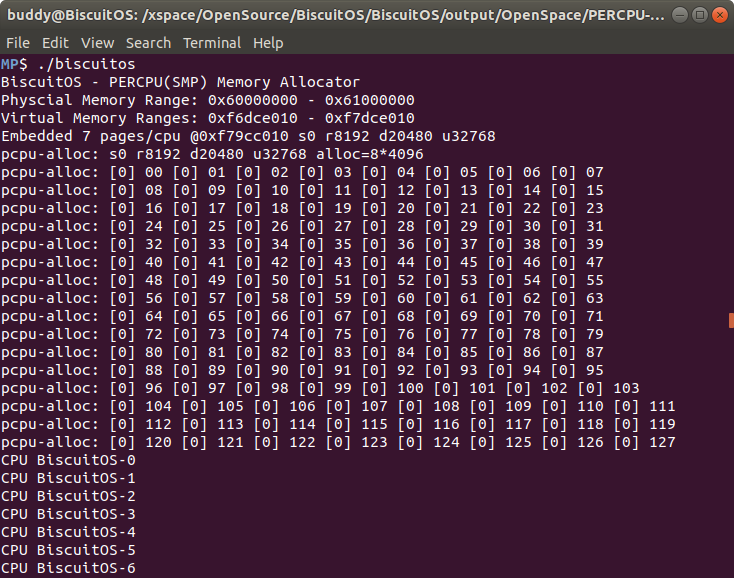 buddy@BiscuitOS: /xspace/OpenSource/BiscuitOS/BiscuitOS/output/OpenSpace/PERCPU-...
File Edit View Search Terminal Help
MP$ ./biscuitos
BiscuitOS - PERCPU(SMP) Memory Allocator
Physcial Memory Range: 0x60000000 - 0x61000000
Virtual Memory Ranges: 0xf6dce010 - 0xf7dce010
Embedded 7 pages/cpu @0xf79cc010 s0 r8192 d20480 u32768
pcpu-alloc: s0 r8192 d20480 u32768 alloc=8*4096
pcpu-alloc: [0] 00 [0] 01 [0] 02 [0] 03 [0] 04 [0] 05 [0] 06 [0] 07
pcpu-alloc: [0] 08 [0] 09 [0] 10 [0] 11 [0] 12 [0] 13 [0] 14 [0] 15
pcpu-alloc: [0] 16 [0] 17 [0] 18 [0] 19 [0] 20 [0] 21 [0] 22 [0] 23
pcpu-alloc: [0] 24 [0] 25 [0] 26 [0] 27 [0] 28 [0] 29 [0] 30 [0] 31
pcpu-alloc: [0] 32 [0] 33 [0] 34 [0] 35 [0] 36 [0] 37 [0] 38 [0] 39
pcpu-alloc: [0] 40 [0] 41 [0] 42 [0] 43 [0] 44 [0] 45 [0] 46 [0] 47
pcpu-alloc: [0] 48 [0] 49 [0] 50 [0] 51 [0] 52 [0] 53 [0] 54 [0] 55
pcpu-alloc: [0] 56 [0] 57 [0] 58 [0] 59 [0] 60 [0] 61 [0] 62 [0] 63
pcpu-alloc: [0] 64 [0] 65 [0] 66 [0] 67 [0] 68 [0] 69 [0] 70 [0] 71
pcpu-alloc: [0] 72 [0] 73 [0] 74 [0] 75 [0] 76 [0] 77 [0] 78 [0] 79
pcpu-alloc: [0] 80 [0] 81 [0] 82 [0] 83 [0] 84 [0] 85 [0] 86 [0] 87
pcpu-alloc: [0] 88 [0] 89 [0] 90 [0] 91 [0] 92 [0] 93 [0] 94 [0] 95
pcpu-alloc: [0] 96 [0] 97 [0] 98 [0] 99 [0] 100 [0] 101 [0] 102 [0] 103
pcpu-alloc: [0] 104 [0] 105 [0] 106 [0] 107 [0] 108 [0] 109 [0] 110 [0] 111
pcpu-alloc: [0] 112 [0] 113 [0] 114 [0] 115 [0] 116 [0] 117 [0] 118 [0] 119
pcpu-alloc: [0] 120 [0] 121 [0] 122 [0] 123 [0] 124 [0] 125 [0] 126 [0] 127
CPU BiscuitOS-0
CPU BiscuitOS-1
CPU BiscuitOS-2
CPU BiscuitOS-3
CPU BiscuitOS-4
CPU BiscuitOS-5
CPU BiscuitOS-6